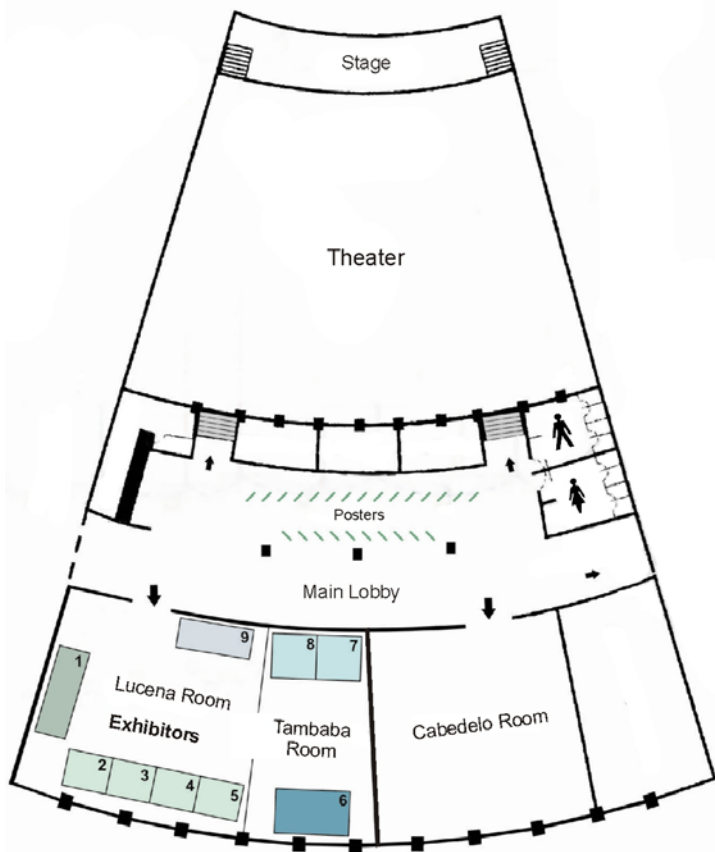 Stage
Theater
Posters
Main Lobby
9
8
7
1
Lucena Room
Exhibitors
Tambaba
Room
Cabedelo Room
2
3
4
5
6